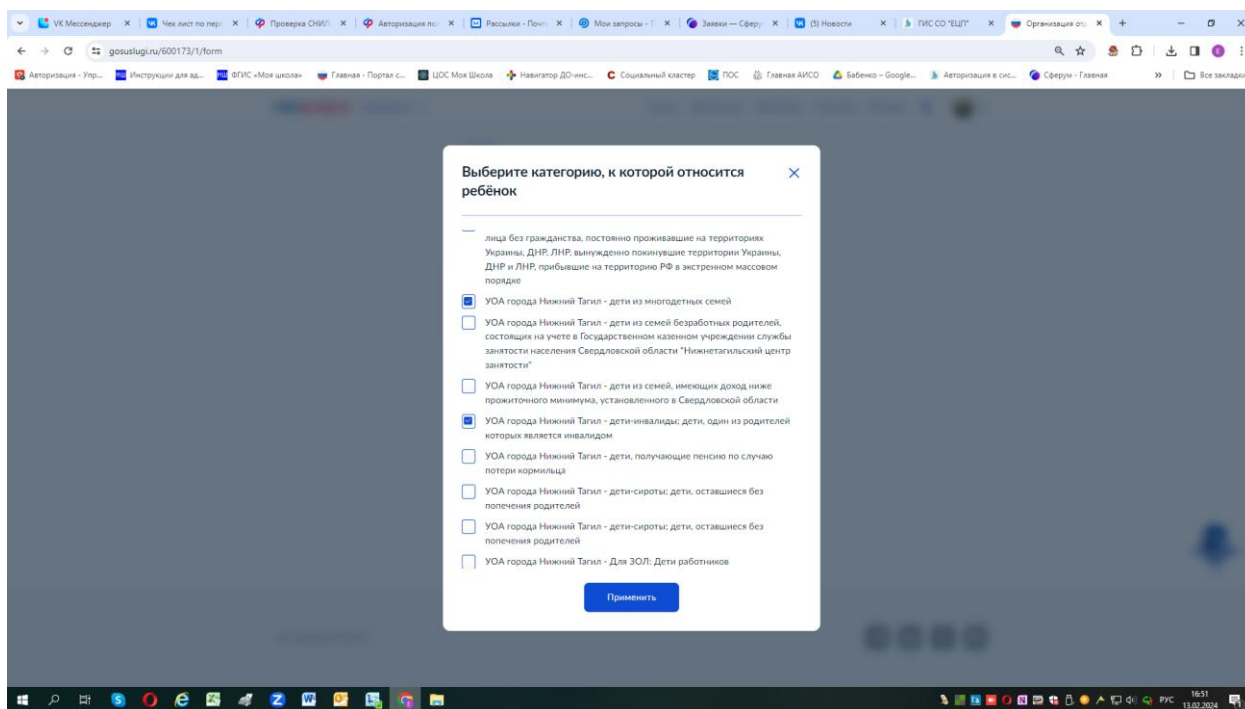 VK Мессенджер
Чек лист по пере
Проверка СНИЛ
Авторизация пол
Рассылки - Почт
Мои запросы - Т
Заявки — Сферу
(5) Новости
ГИС СО "ЕЦП"
Организация отд
gosuslugi.ru/600173/1/form
Авторизация - Упр...
Инструкции для ад...
ФГИС «Моя школа»
Главная - Портал с...
ЦОС Моя Школа
Навигатор ДО-инс...
Социальный кластер
ПОС
Главная АИСО
Бабенко – Google...
Авторизация в сис...
Сферум - Главная
Все закладки
Выберите категорию, к которой относится
ребёнок
лица без гражданства, постоянно проживавшие на территориях
Украины, ДНР, ЛНР, вынужденно покинувшие территории Украины,
ДНР и ЛНР, прибывшие на территорию РФ в экстренном массовом
порядке
УОА города Нижний Тагил - дети из многодетных семей
УОА города Нижний Тагил - дети из семей безработных родителей,
состоящих на учете в Государственном казенном учреждении службы
занятости населения Свердловской области "Нижнетагильский центр
занятости"
УОА города Нижний Тагил - дети из семей, имеющих доход ниже
прожиточного минимума, установленного в Свердловской области
УОА города Нижний Тагил - дети-инвалиды; дети, один из родителей
которых является инвалидом
УОА города Нижний Тагил - дети, получающие пенсию по случаю
потери кормильца
УОА города Нижний Тагил - дети-сироты; дети, оставшиеся без
попечения родителей
УОА города Нижний Тагил - дети-сироты; дети, оставшиеся без
попечения родителей
УОА города Нижний Тагил - Для ЗОЛ: Дети работников
Применить
РУС
16:51
13.02.2024